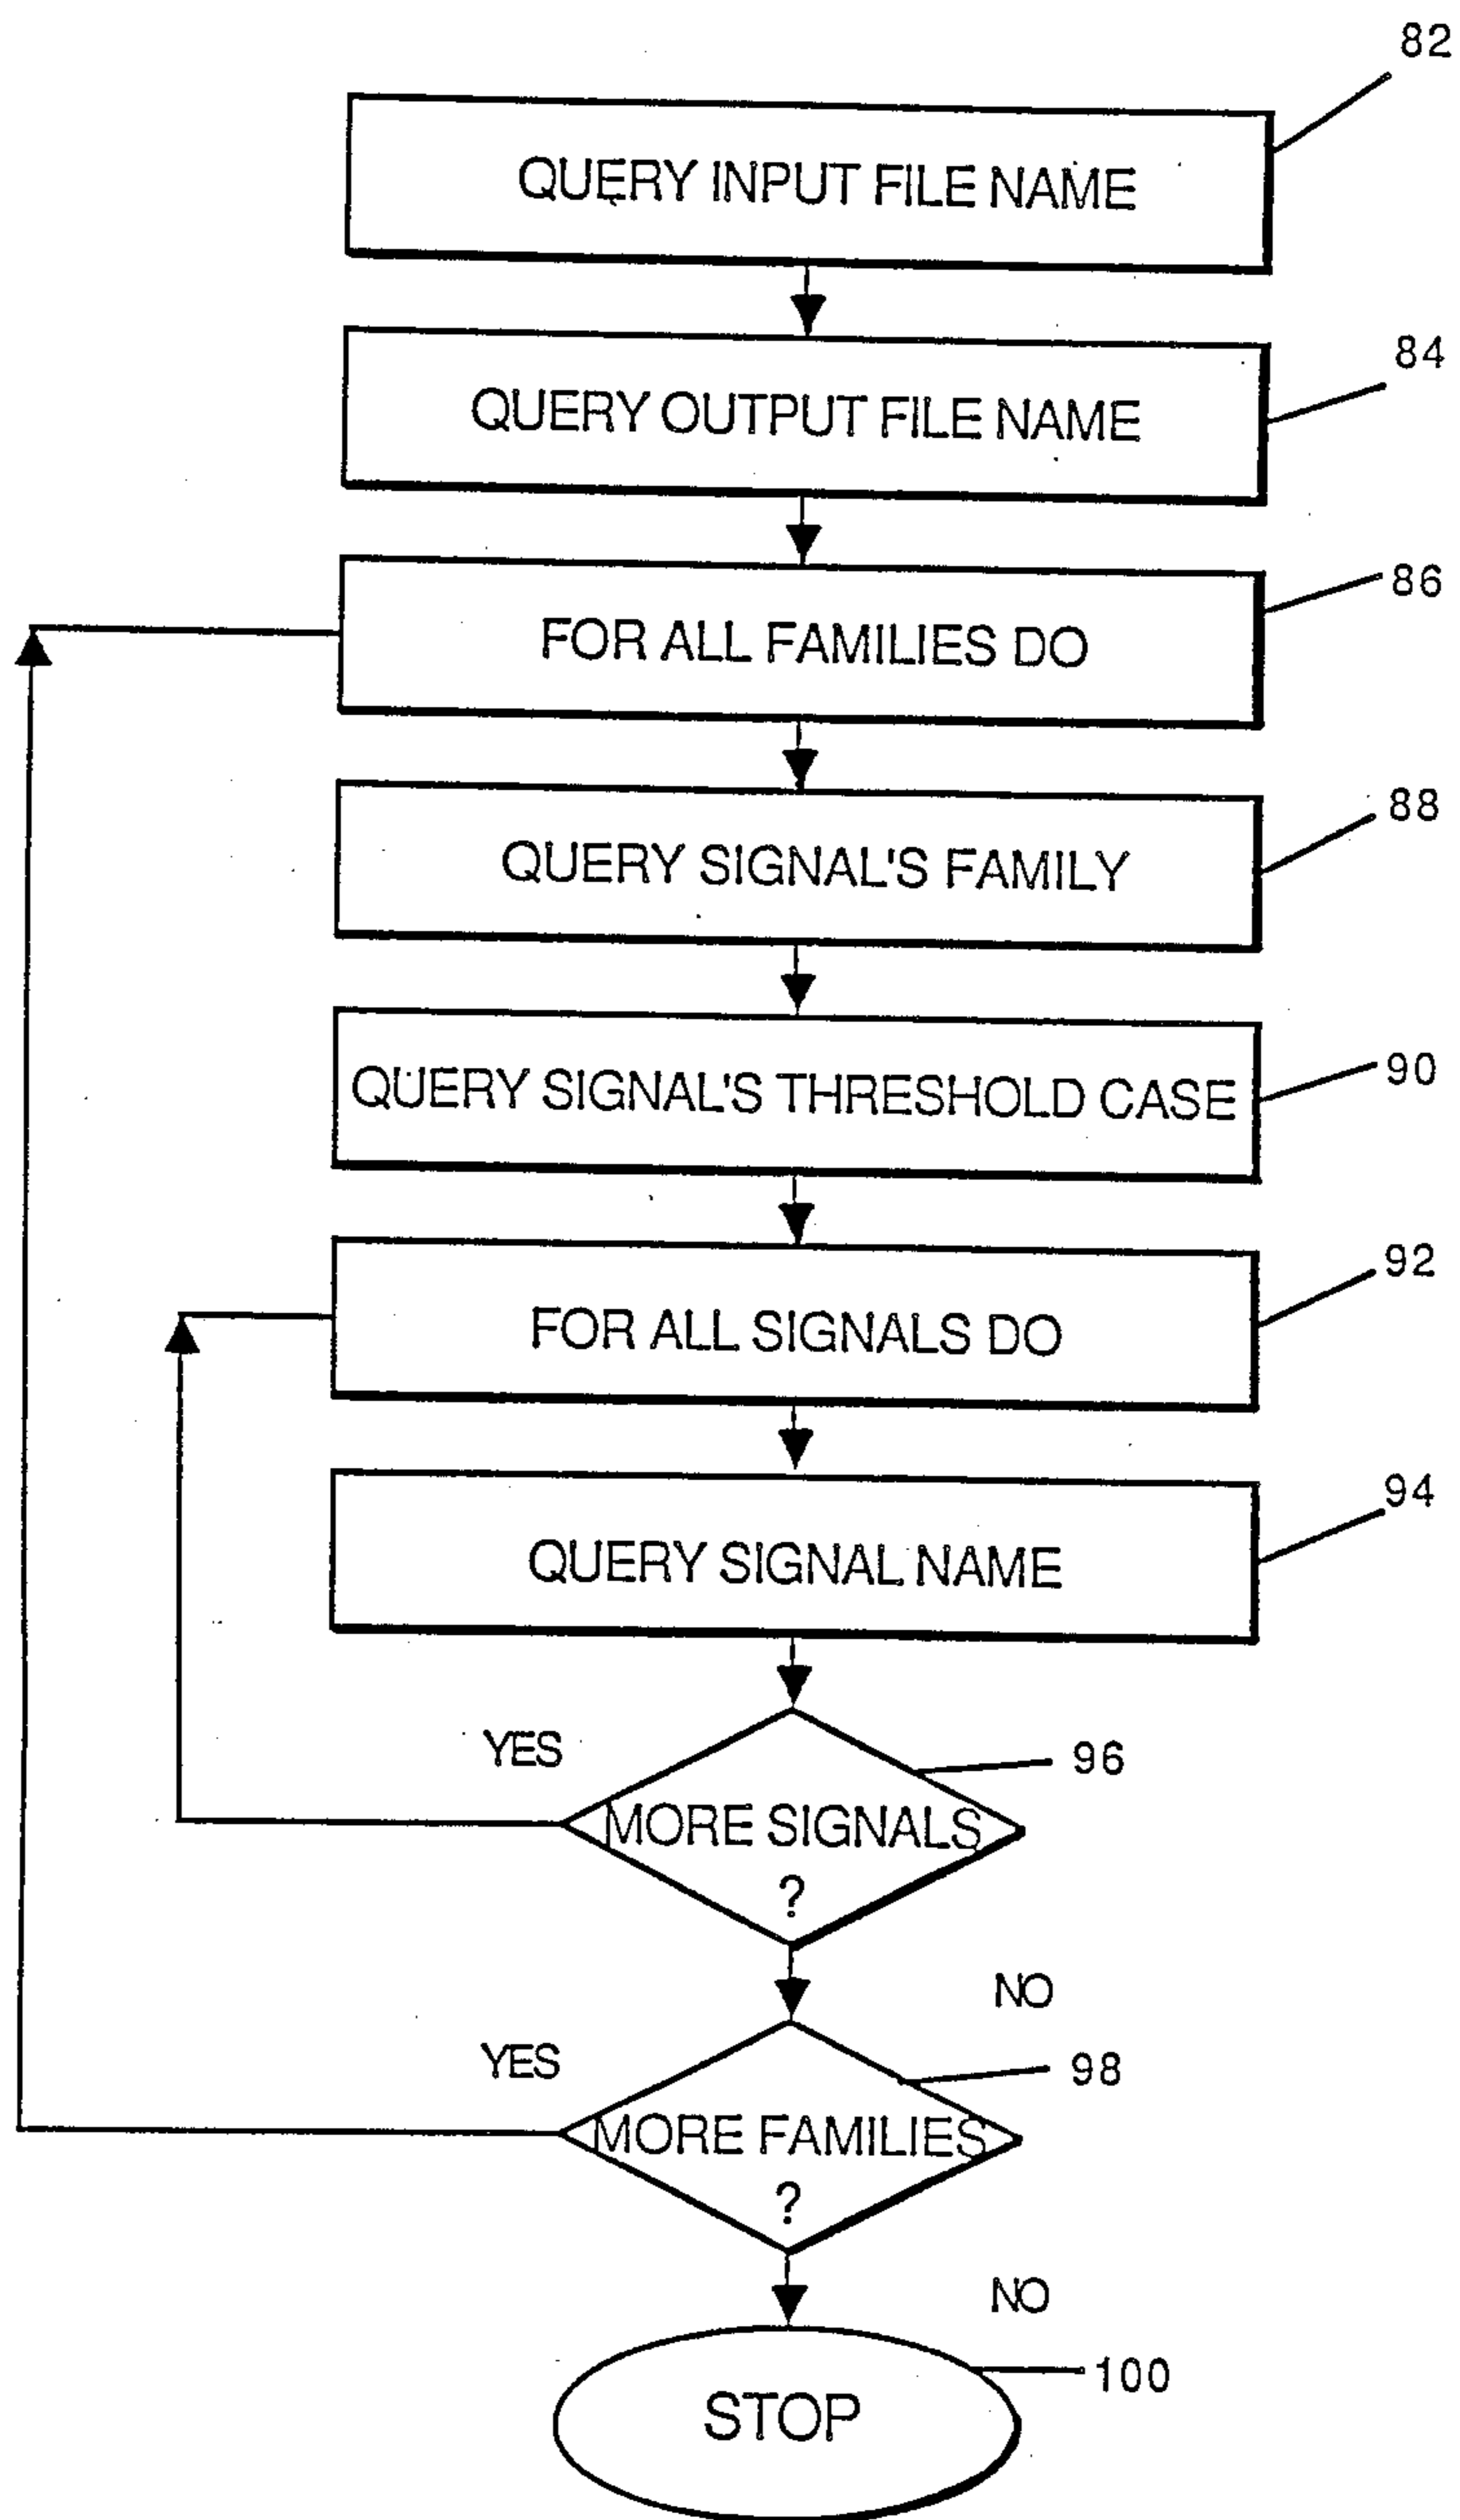 82
QUERY INPUT FILE NAME
84
QUERY OUTPUT FILE NAME
86
FOR ALL FAMILIES DO
88
QUERY SIGNAL'S FAMILY
90
QUERY SIGNAL'S THRESHOLD CASE
92
FOR ALL SIGNALS DO
94
QUERY SIGNAL NAME
YES
96
MORE SIGNALS
?
NO
YES
98
MORE FAMILIES
?
NO
100
STOP